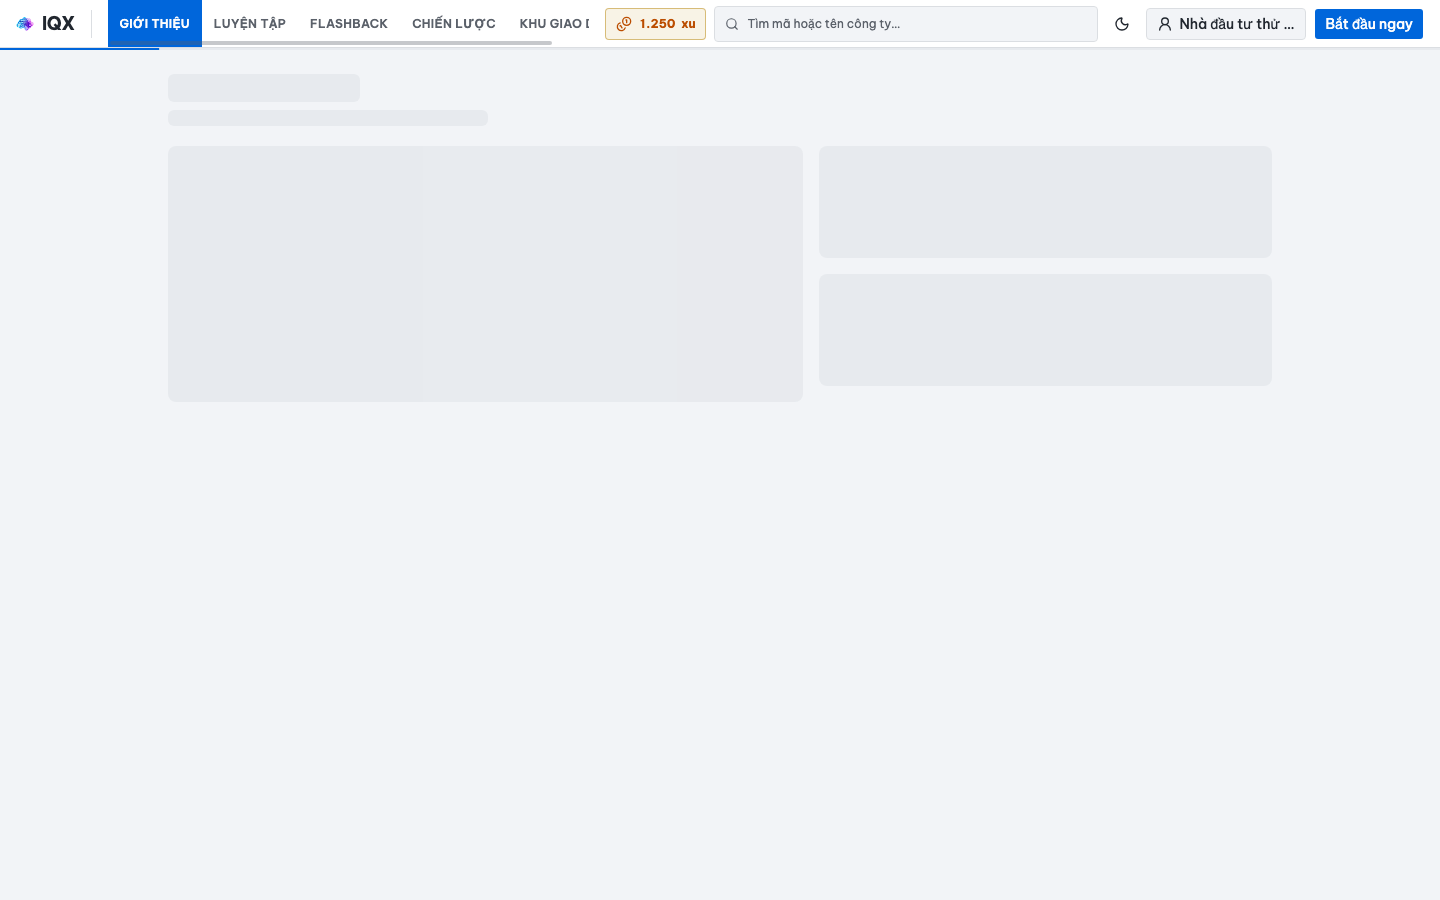 IQX
GIỚI THIỆU
LUYỆN TẬP
FLASHBACK
CHIẾN LƯỢC
KHU GIAO
1.250 xu
Tìm mã hoặc tên công ty...
Nhà đầu tư thử ...
Bắt đầu ngay